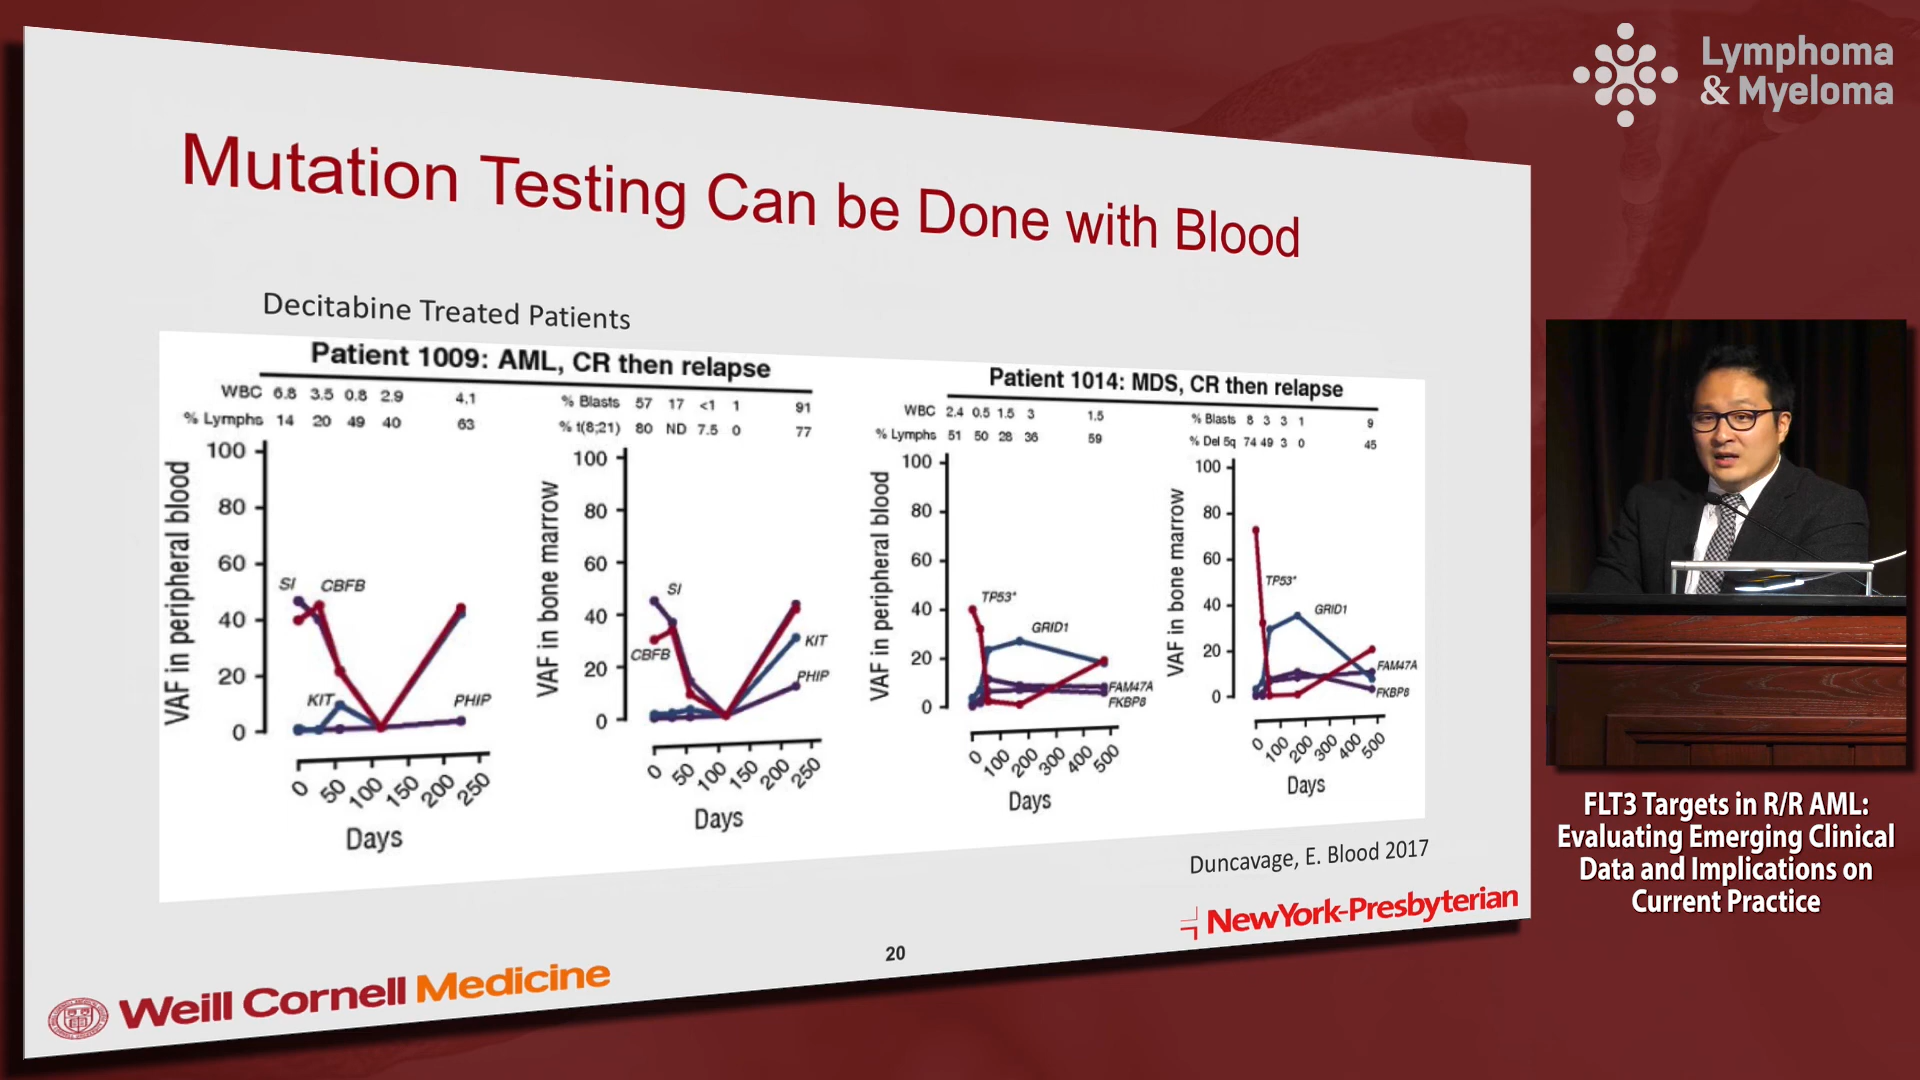 Lymphoma
& Myeloma
Mutation Testing Can be Done with Blood
Decitabine Treated Patients
Patient 1009: AML, CR then relapse
WBC 6.8 3.5 0.8 2.9 4.1
% Lymphs 14 20 49 40 63
% Blasts 57 17 <1 1 91
% t(8;21) 80 ND 7.5 0 77
VAF in peripheral blood
100
80
60
40
20
0
SI CBFB
KIT
PHIP
0 50 100 150 200 250
Days
VAF in bone marrow
100
80
60
40
20
0
SI
CBFB
KIT
PHIP
0 50 100 150 200 250
Days
Patient 1014: MDS, CR then relapse
WBC 2.4 0.5 1.5 3 1.5
% Lymphs 51 50 28 36 59
% Blasts 8 3 3 1 9
% Del 5q 74 49 3 0 45
VAF in peripheral blood
100
80
60
40
20
0
TP53*
GRID1
FAM47A
FKBP8
0 100 200 300 400 500
Days
VAF in bone marrow
100
80
60
40
20
0
TP53*
GRID1
FAM47A
FKBP8
0 100 200 300 400 500
Days
Duncavage, E. Blood 2017
NewYork-Presbyterian
20
Weill Cornell Medicine
FLT3 Targets in R/R AML:
Evaluating Emerging Clinical
Data and Implications on
Current Practice